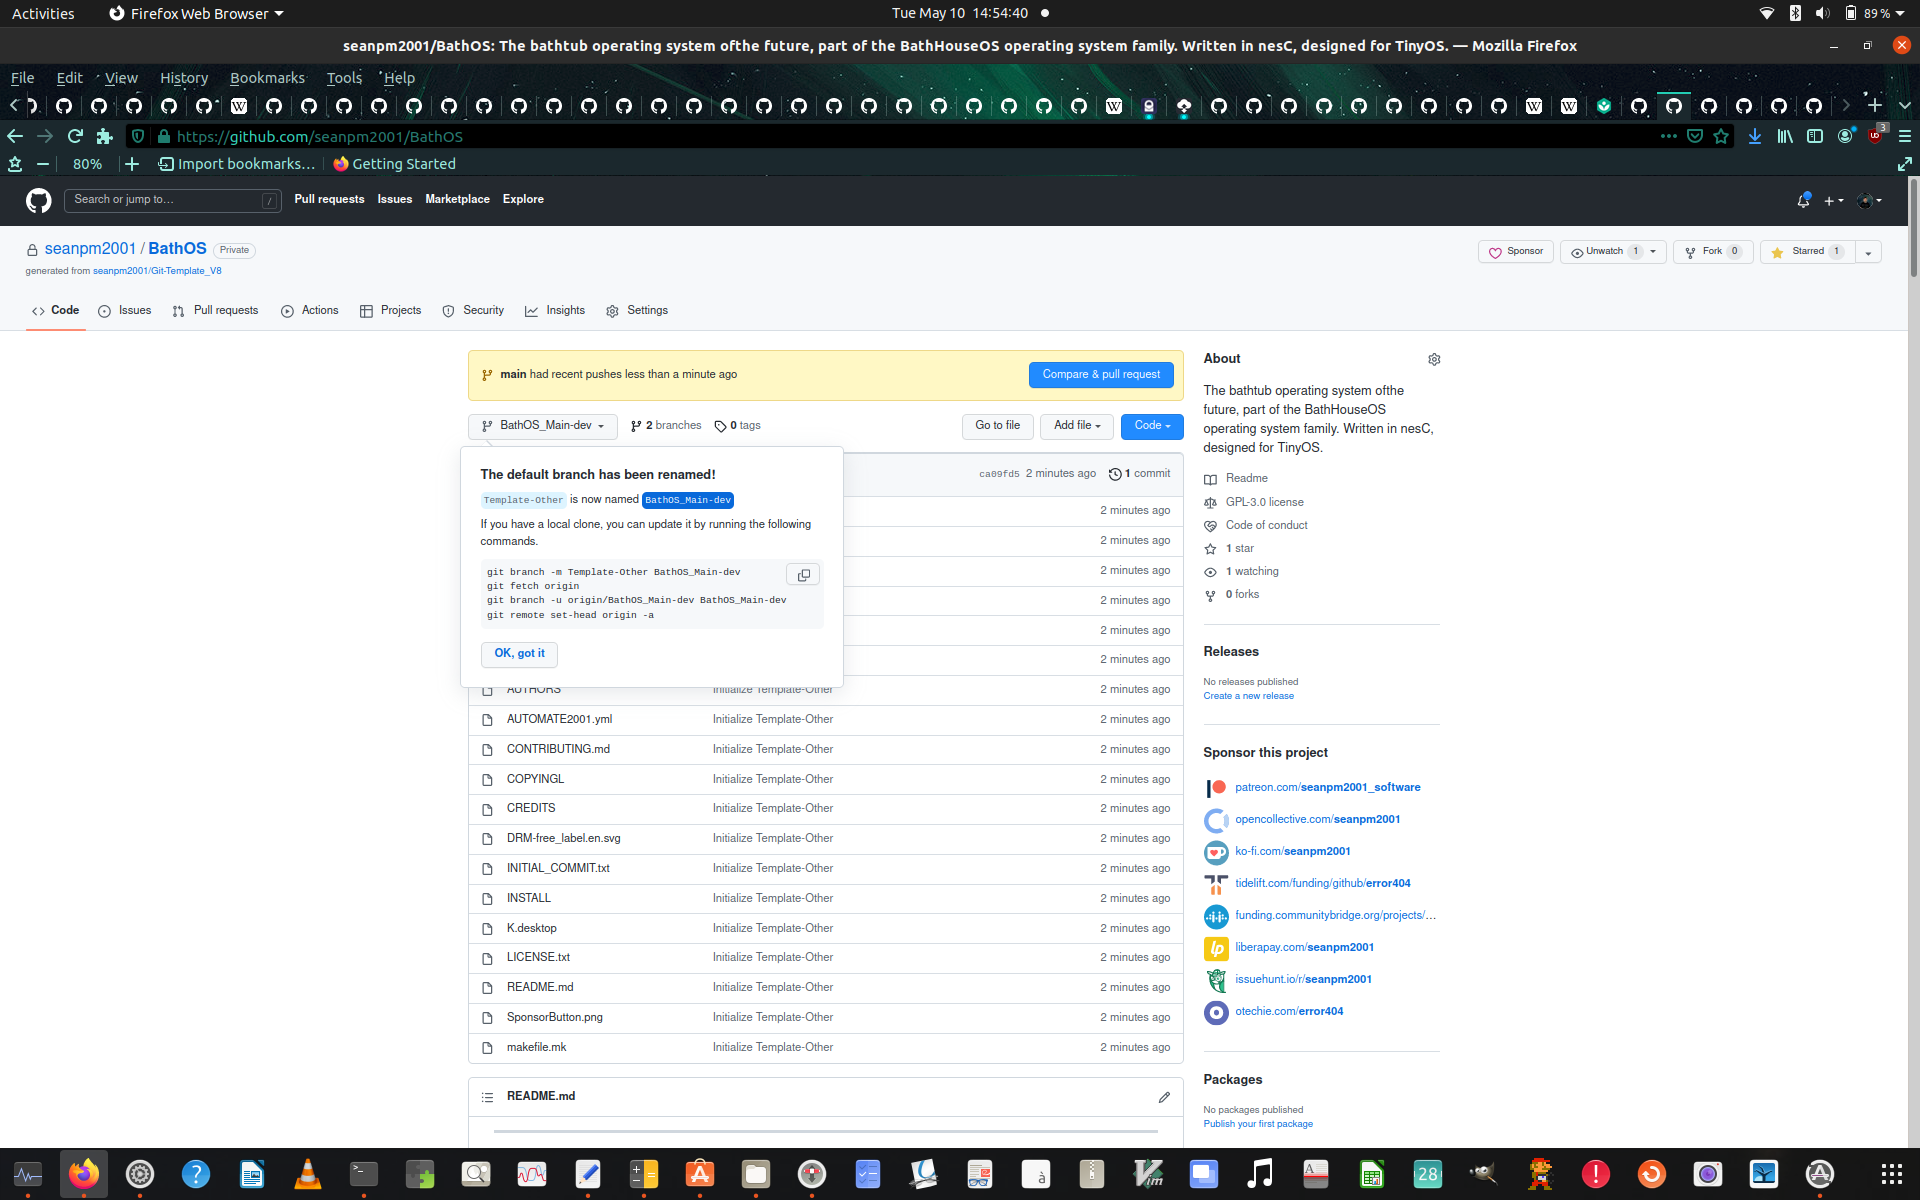 Activities
Firefox Web Browser
Tue May 10 14:54:40
89 %
seanpm2001/BathOS: The bathtub operating system ofthe future, part of the BathHouseOS operating system family. Written in nesC, designed for TinyOS. — Mozilla Firefox
File Edit View History Bookmarks Tools Help
https://github.com/seanpm2001/BathOS
3
80%
Import bookmarks...
Getting Started
Search or jump to...
/
Pull requests
Issues
Marketplace
Explore
seanpm2001 / BathOS
Private
generated from seanpm2001/Git-Template_V8
Sponsor
Unwatch 1
Fork 0
Starred 1
Code
Issues
Pull requests
Actions
Projects
Security
Insights
Settings
main had recent pushes less than a minute ago
Compare & pull request
BathOS_Main-dev
2 branches
0 tags
Go to file
Add file
Code
The default branch has been renamed!
Template-Other is now named BathOS_Main-dev
If you have a local clone, you can update it by running the following
commands.
git branch -m Template-Other BathOS_Main-dev
git fetch origin
git branch -u origin/BathOS_Main-dev BathOS_Main-dev
git remote set-head origin -a
OK, got it
ca09fd5 2 minutes ago
1 commit
2 minutes ago
2 minutes ago
2 minutes ago
2 minutes ago
2 minutes ago
2 minutes ago
AUTHORS Initialize Template-Other 2 minutes ago
AUTOMATE2001.yml Initialize Template-Other 2 minutes ago
CONTRIBUTING.md Initialize Template-Other 2 minutes ago
COPYINGL Initialize Template-Other 2 minutes ago
CREDITS Initialize Template-Other 2 minutes ago
DRM-free_label.en.svg Initialize Template-Other 2 minutes ago
INITIAL_COMMIT.txt Initialize Template-Other 2 minutes ago
INSTALL Initialize Template-Other 2 minutes ago
K.desktop Initialize Template-Other 2 minutes ago
LICENSE.txt Initialize Template-Other 2 minutes ago
README.md Initialize Template-Other 2 minutes ago
SponsorButton.png Initialize Template-Other 2 minutes ago
makefile.mk Initialize Template-Other 2 minutes ago
README.md
About
The bathtub operating system ofthe
future, part of the BathHouseOS
operating system family. Written in nesC,
designed for TinyOS.
Readme
GPL-3.0 license
Code of conduct
1 star
1 watching
0 forks
Releases
No releases published
Create a new release
Sponsor this project
patreon.com/seanpm2001_software
opencollective.com/seanpm2001
ko-fi.com/seanpm2001
tidelift.com/funding/github/error404
funding.communitybridge.org/projects/...
liberapay.com/seanpm2001
issuehunt.io/r/seanpm2001
otechie.com/error404
Packages
No packages published
Publish your first package
28